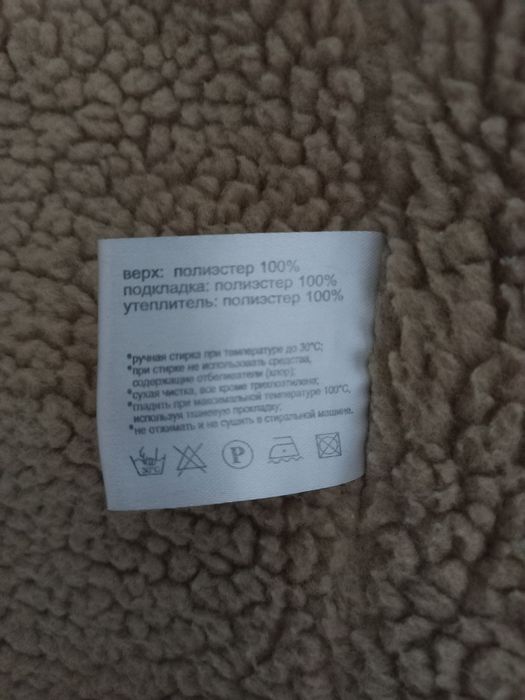 верх: полиэстер 100%
подкладка: полиэстер 100%
утеплитель: полиэстер 100%
*ручная стирка при температуре до 30°C;
*при стирке не использовать средства,
содержащие отбеливатели (хлор);
*сухая чистка, все кроме трихлоэтилена;
*гладить при максимальной температуре 100°C,
используя тканевую прокладку;
*не отжимать и не сушить в стиральной машине.
30°C
P